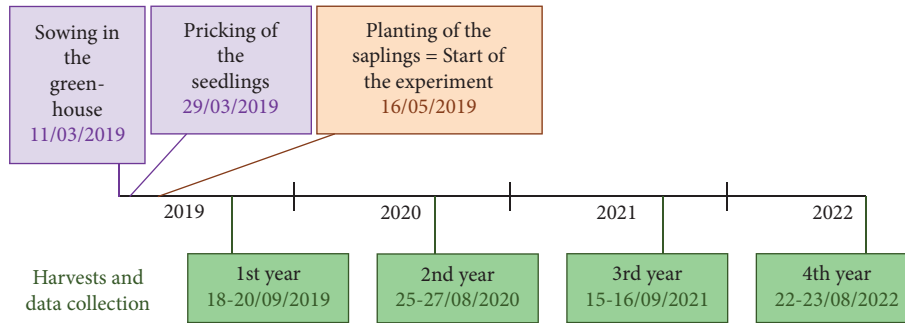 Sowing in
the
green-
house
11/03/2019
Pricking of
the
seedlings
29/03/2019
Planting of the
saplings = Start of
the experiment
16/05/2019
2019
2020
2021
2022
Harvests and
data collection
1st year
18-20/09/2019
2nd year
25-27/08/2020
3rd year
15-16/09/2021
4th year
22-23/08/2022